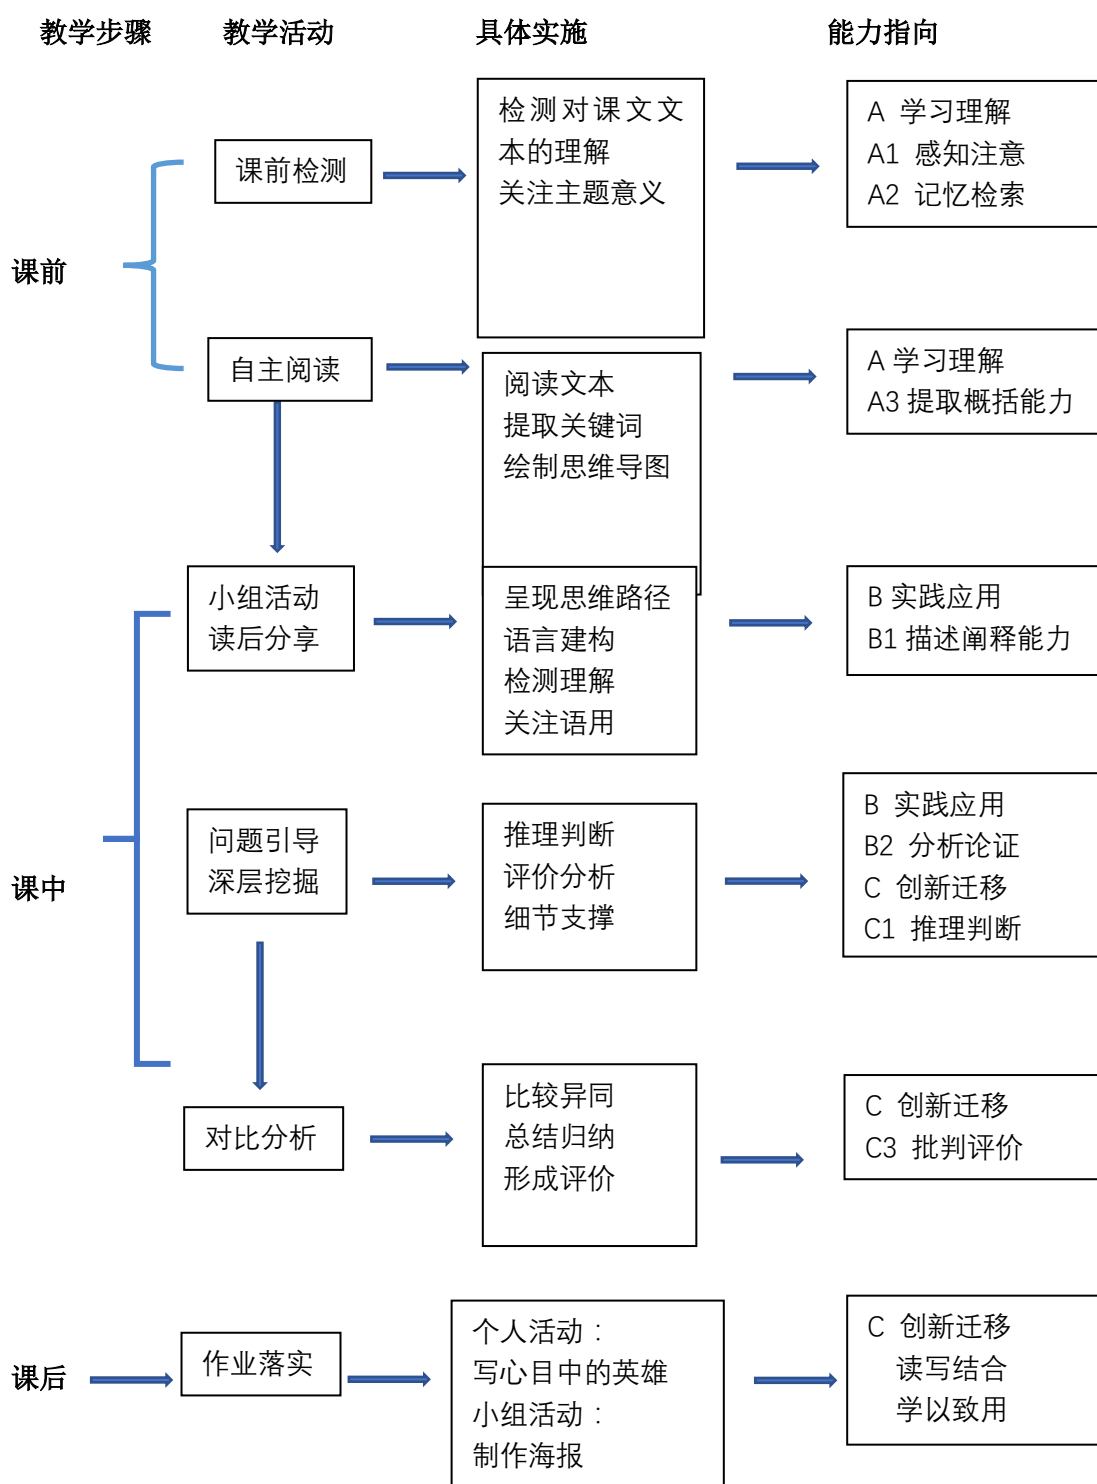 教学步骤 教学活动 具体实施 能力指向
课前
课前检测
检测对课文文
本的理解
关注主题意义
A 学习理解
A1 感知注意
A2 记忆检索
自主阅读
阅读文本
提取关键词
绘制思维导图
A 学习理解
A3提取概括能力
课中
小组活动
读后分享
呈现思维路径
语言建构
检测理解
关注语用
B实践应用
B1描述阐释能力
问题引导
深层挖掘
推理判断
评价分析
细节支撑
B 实践应用
B2 分析论证
C 创新迁移
C1 推理判断
对比分析
比较异同
总结归纳
形成评价
C 创新迁移
C3 批判评价
课后
作业落实
个人活动：
写心目中的英雄
小组活动：
制作海报
C 创新迁移
读写结合
学以致用